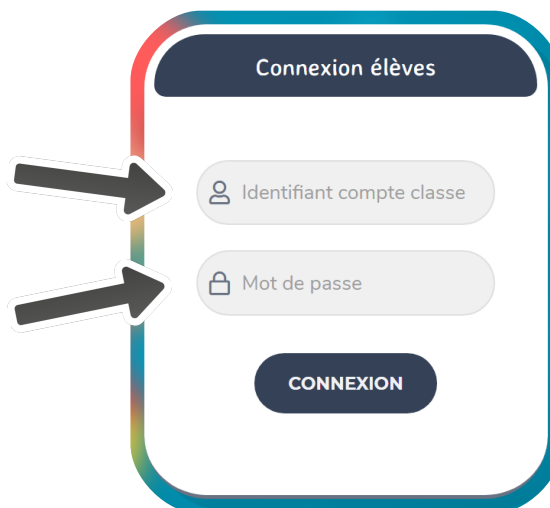 Connexion élèves
Identifiant compte classe
Mot de passe
CONNEXION